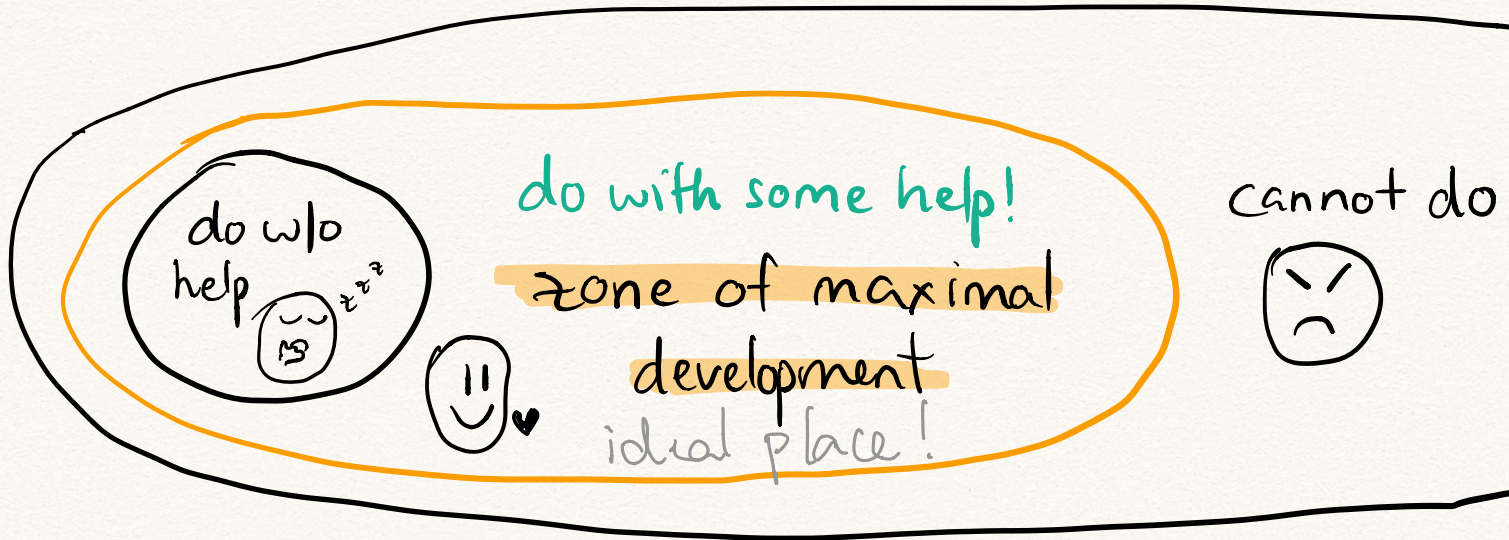 do w/o
help
z z z
do with some help!
zone of maximal
development
ideal place!
cannot do